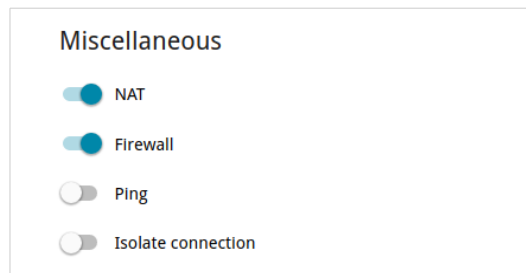 Miscellaneous
NAT
Firewall
Ping
Isolate connection